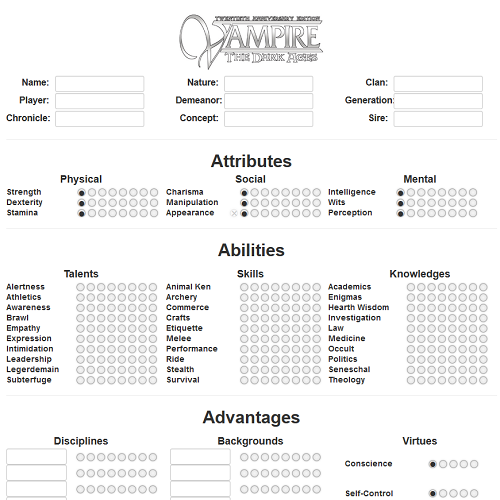 TWENTIETH ANNIVERSARY EDITION
VAMPIRE
THE DARK AGES
Name: Nature: Clan:
Player: Demeanor: Generation:
Chronicle: Concept: Sire:
Attributes
Physical Social Mental
Strength Charisma Intelligence
Dexterity Manipulation Wits
Stamina Appearance Perception
Abilities
Talents Skills Knowledges
Alertness Animal Ken Academics
Athletics Archery Enigmas
Awareness Commerce Hearth Wisdom
Brawl Crafts Investigation
Empathy Etiquette Law
Expression Melee Medicine
Intimidation Performance Occult
Leadership Ride Politics
Legerdemain Stealth Seneschal
Subterfuge Survival Theology
Advantages
Disciplines Backgrounds Virtues
Conscience
Self-Control